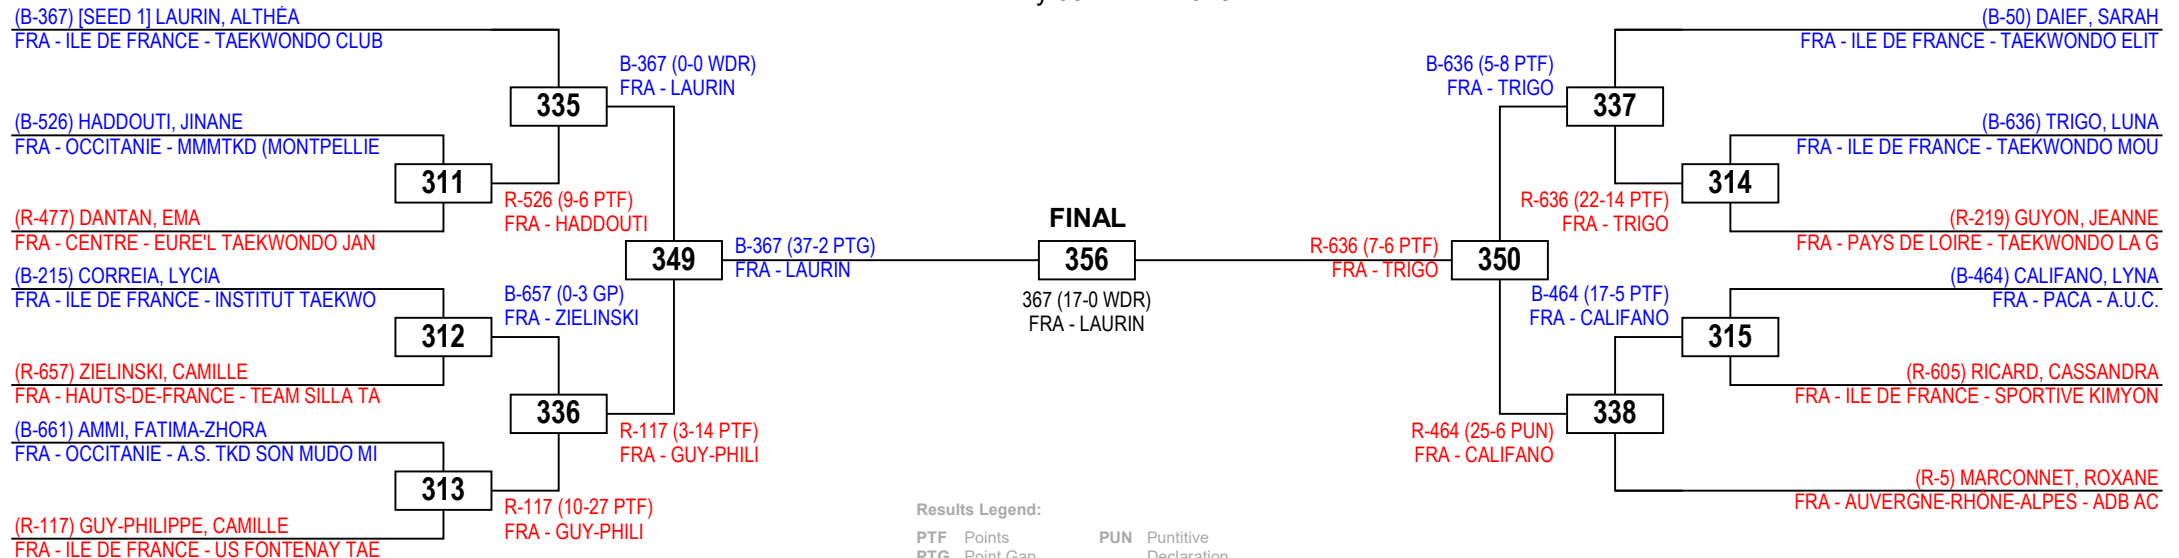 (B-367) [SEED 1] LAURIN, ALTHÉA
FRA - ILE DE FRANCE - TAEKWONDO CLUB
B-367 (0-0 WDR)
FRA - LAURIN
335
(B-526) HADDOUTI, JINANE
FRA - OCCITANIE - MMMTKD (MONTPELLIE
311
R-526 (9-6 PTF)
FRA - HADDOUTI
(R-477) DANTAN, EMA
FRA - CENTRE - EURE'L TAEKWONDO JAN
349
B-367 (37-2 PTG)
FRA - LAURIN
(B-215) CORREIA, LYCIA
FRA - ILE DE FRANCE - INSTITUT TAEKWO
B-657 (0-3 GP)
FRA - ZIELINSKI
312
(R-657) ZIELINSKI, CAMILLE
FRA - HAUTS-DE-FRANCE - TEAM SILLA TA
336
R-117 (3-14 PTF)
FRA - GUY-PHILI
(B-661) AMMI, FATIMA-ZHORA
FRA - OCCITANIE - A.S. TKD SON MUDO MI
313
R-117 (10-27 PTF)
FRA - GUY-PHILI
(R-117) GUY-PHILIPPE, CAMILLE
FRA - ILE DE FRANCE - US FONTENAY TAE
FINAL
356
367 (17-0 WDR)
FRA - LAURIN
(B-50) DAIEF, SARAH
FRA - ILE DE FRANCE - TAEKWONDO ELIT
B-636 (5-8 PTF)
FRA - TRIGO
337
(B-636) TRIGO, LUNA
FRA - ILE DE FRANCE - TAEKWONDO MOU
314
R-636 (22-14 PTF)
FRA - TRIGO
(R-219) GUYON, JEANNE
FRA - PAYS DE LOIRE - TAEKWONDO LA G
R-636 (7-6 PTF)
FRA - TRIGO
350
(B-464) CALIFANO, LYNA
FRA - PACA - A.U.C.
B-464 (17-5 PTF)
FRA - CALIFANO
315
(R-605) RICARD, CASSANDRA
FRA - ILE DE FRANCE - SPORTIVE KIMYON
338
R-464 (25-6 PUN)
FRA - CALIFANO
(R-5) MARCONNET, ROXANE
FRA - AUVERGNE-RHÔNE-ALPES - ADB AC
Results Legend:
PTF Points PUN Puntitive
PTG Point Gap Declaration